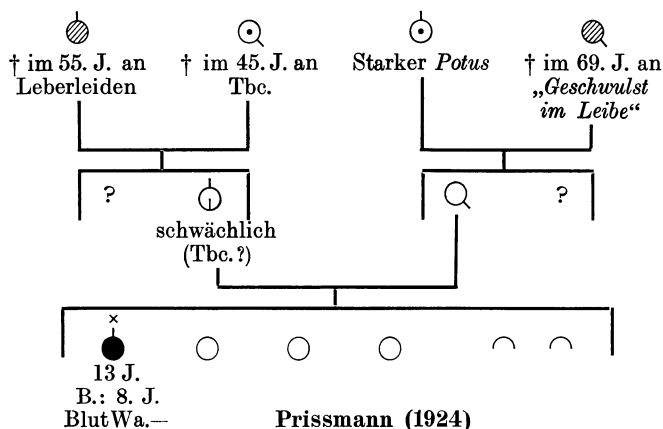 † im 55. J. an
Leberleiden
† im 45. J. an
Tbc.
Starker Potus
† im 69. J. an
„Geschwulst
im Leibe“
?
schwächlich
(Tbc. ?)
?
×
13 J.
B.: 8. J.
BlutWa.—
Prissmann (1924)